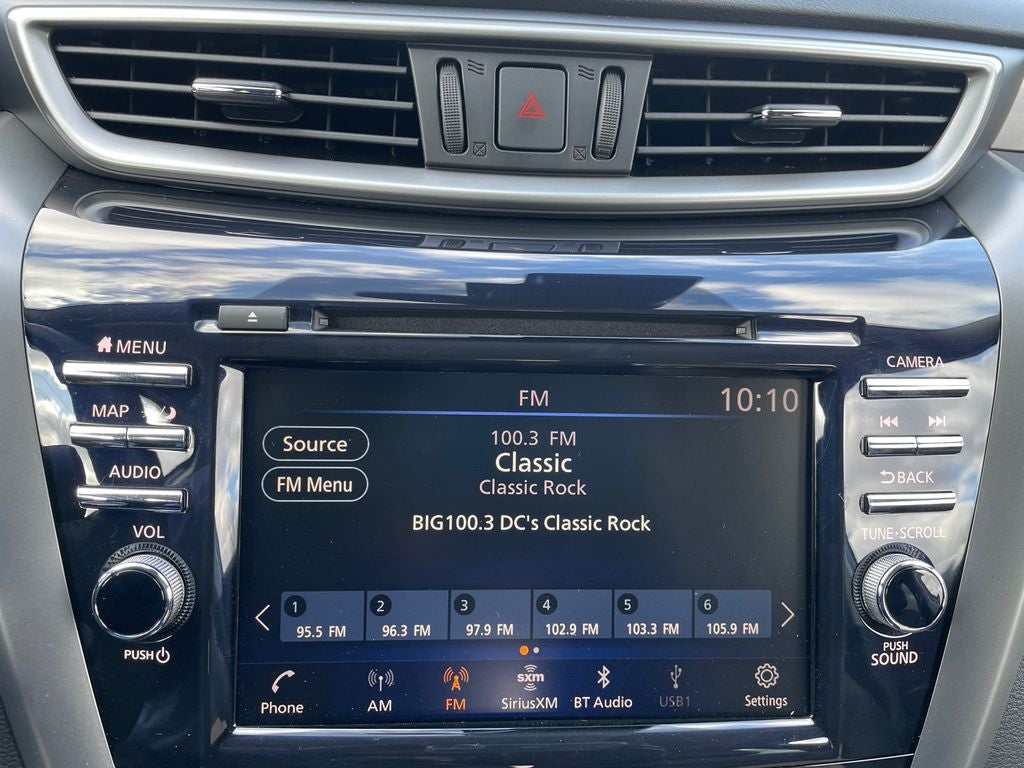 MENU
MAP
AUDIO
VOL
PUSH
FM
10:10
Source
FM Menu
100.3 FM
Classic
Classic Rock
BIG100.3 DC's Classic Rock
1
95.5 FM
2
96.3 FM
3
97.9 FM
4
102.9 FM
5
103.3 FM
6
105.9 FM
Phone
AM
FM
sxm
SiriusXM
BT Audio
USB1
Settings
CAMERA
BACK
TUNE·SCROLL
PUSH
SOUND